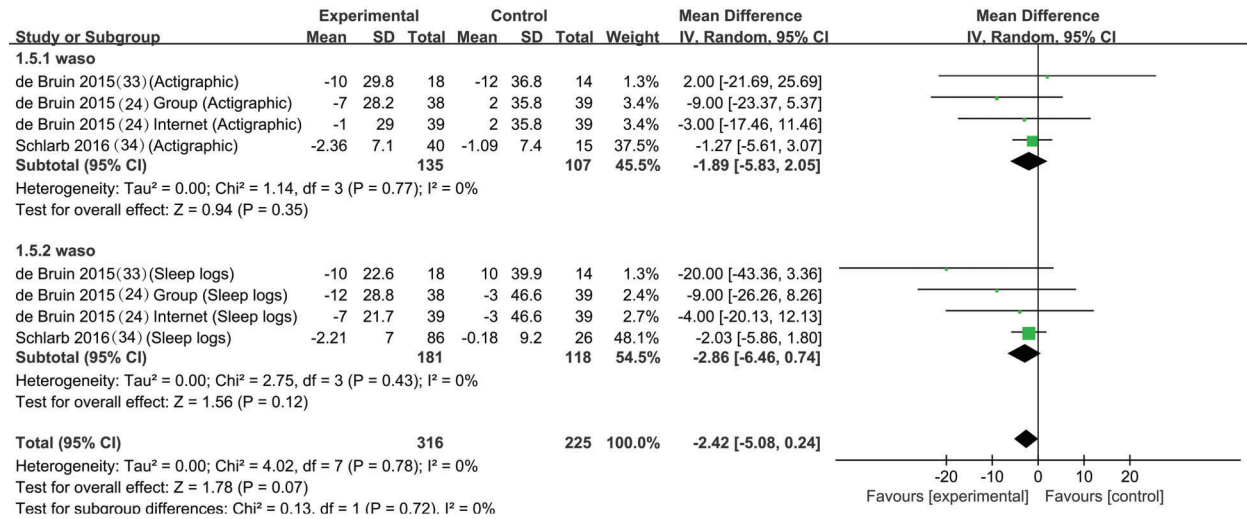 Experimental Control Mean Difference Mean Difference
Study or Subgroup Mean SD Total Mean SD Total Weight IV, Random, 95% CI IV, Random, 95% CI
1.5.1 waso
de Bruin 2015(33)(Actigraphic) -10 29.8 18 -12 36.8 14 1.3% 2.00 [-21.69, 25.69]
de Bruin 2015(24) Group (Actigraphic) -7 28.2 38 2 35.8 39 3.4% -9.00 [-23.37, 5.37]
de Bruin 2015(24) Internet (Actigraphic) -1 29 39 2 35.8 39 3.4% -3.00 [-17.46, 11.46]
Schlarb 2016(34)(Actigraphic) -2.36 7.1 40 -1.09 7.4 15 37.5% -1.27 [-5.61, 3.07]
Subtotal (95% CI) 135 107 45.5% -1.89 [-5.83, 2.05]
Heterogeneity: Tau² = 0.00; Chi² = 1.14, df = 3 (P = 0.77); I² = 0%
Test for overall effect: Z = 0.94 (P = 0.35)
1.5.2 waso
de Bruin 2015(33)(Sleep logs) -10 22.6 18 10 39.9 14 1.3% -20.00 [-43.36, 3.36]
de Bruin 2015(24) Group (Sleep logs) -12 28.8 38 -3 46.6 39 2.4% -9.00 [-26.26, 8.26]
de Bruin 2015(24) Internet (Sleep logs) -7 21.7 39 -3 46.6 39 2.7% -4.00 [-20.13, 12.13]
Schlarb 2016(34)(Sleep logs) -2.21 7 86 -0.18 9.2 26 48.1% -2.03 [-5.86, 1.80]
Subtotal (95% CI) 181 118 54.5% -2.86 [-6.46, 0.74]
Heterogeneity: Tau² = 0.00; Chi² = 2.75, df = 3 (P = 0.43); I² = 0%
Test for overall effect: Z = 1.56 (P = 0.12)
Total (95% CI) 316 225 100.0% -2.42 [-5.08, 0.24]
Heterogeneity: Tau² = 0.00; Chi² = 4.02, df = 7 (P = 0.78); I² = 0%
Test for overall effect: Z = 1.78 (P = 0.07)
Test for subgroup differences: Chi² = 0.13, df = 1 (P = 0.72), I² = 0%
-20 -10 0 10 20
Favours [experimental] Favours [control]